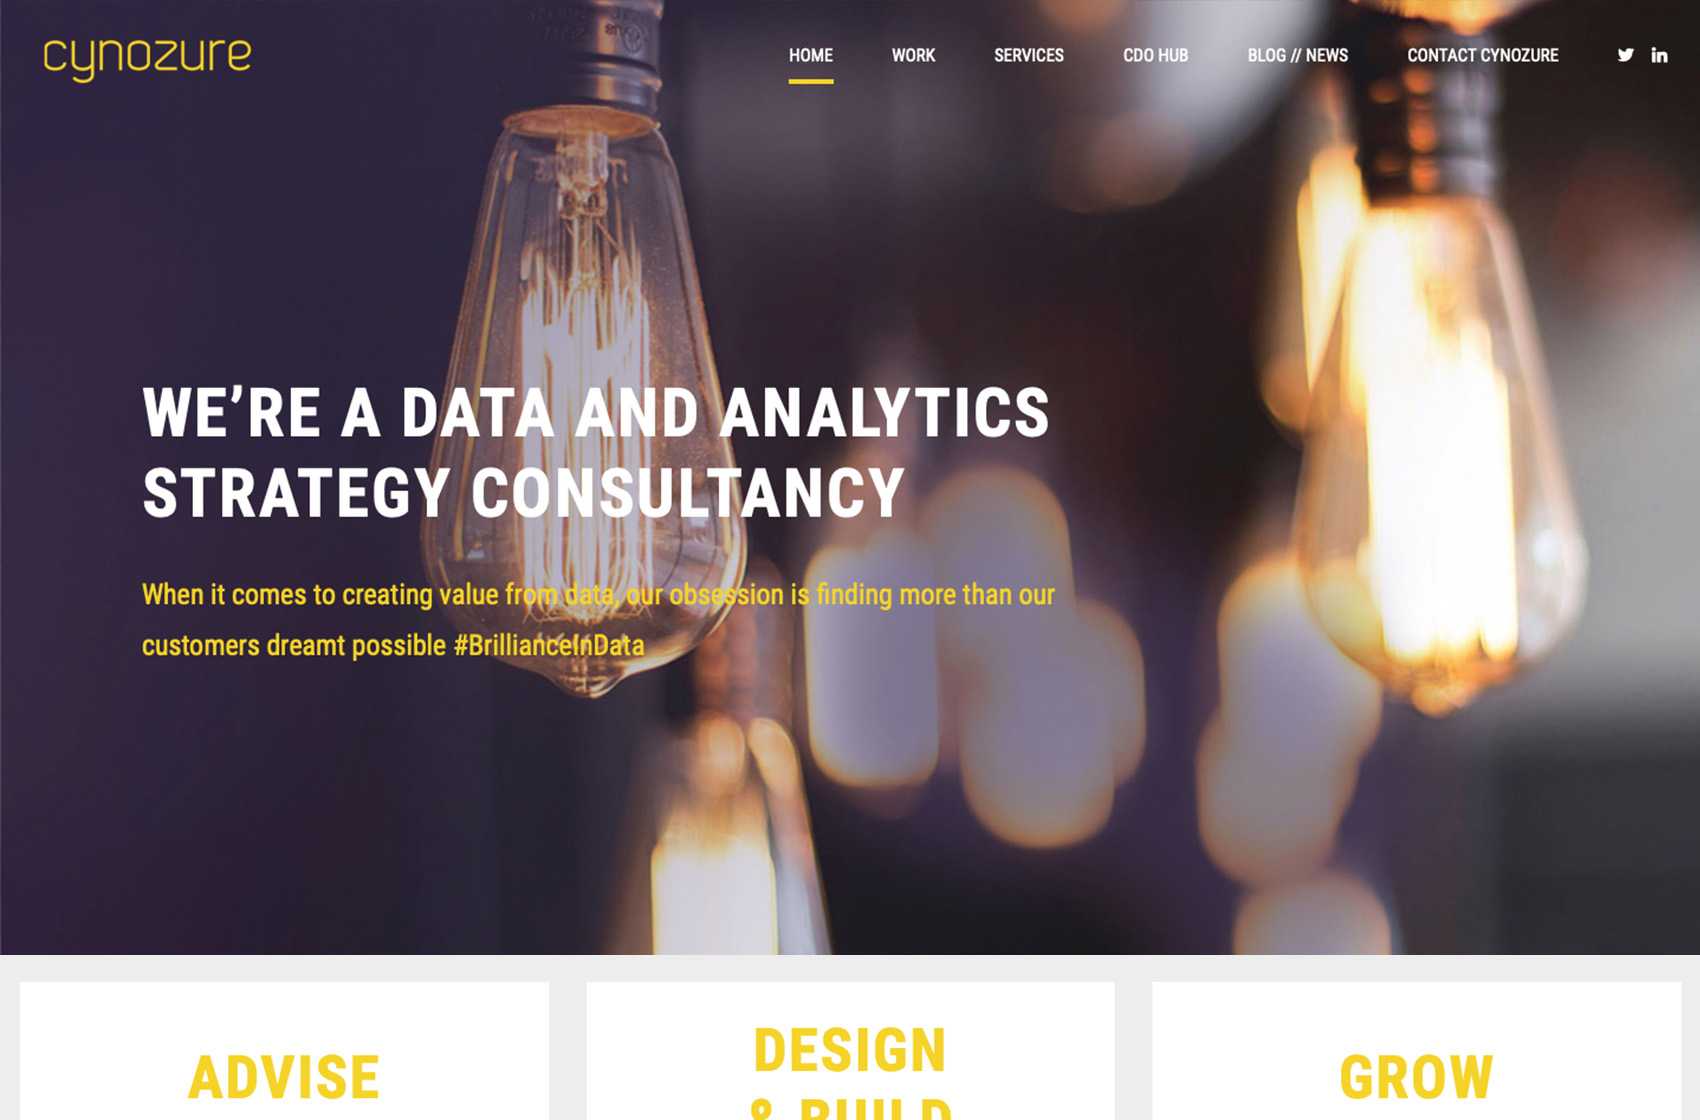 cynozure
HOME WORK SERVICES CDO HUB BLOG // NEWS CONTACT CYNOZURE
WE’RE A DATA AND ANALYTICS
STRATEGY CONSULTANCY
When it comes to creating value from data, our obsession is finding more than our
customers dreamt possible #BrillianceInData
ADVISE
DESIGN
& BUILD
GROW